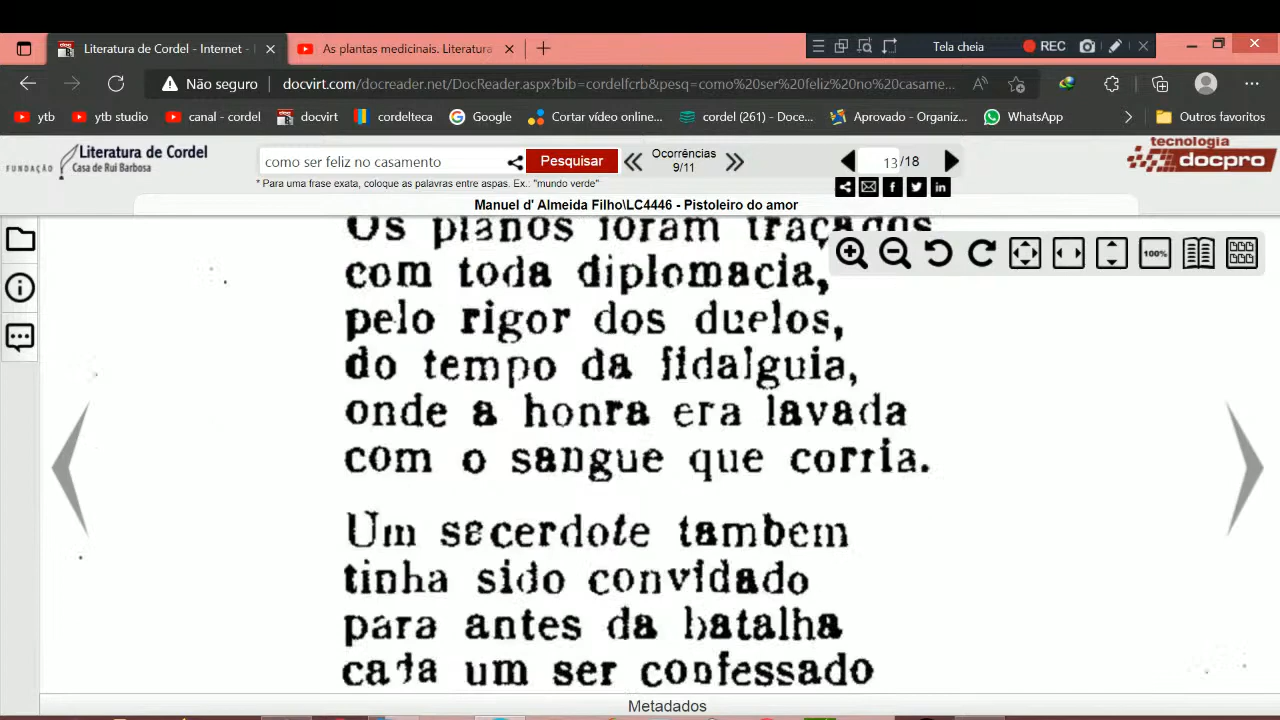 Literatura de Cordel - Internet -
As plantas medicinais. Literatura
Tela cheia
REC
Não seguro
docvirt.com/docreader.net/DocReader.aspx?bib=cordelfcrb&pesq=como%20ser%20feliz%20no%20casame...
ytb
ytb studio
canal - cordel
docvirt
cordelteca
Google
Cortar vídeo online...
cordel (261) - Doce...
Aprovado - Organiz...
WhatsApp
Outros favoritos
FUNDAÇÃO
Literatura de Cordel
Casa de Rui Barbosa
como ser feliz no casamento
Pesquisar
Ocorrências
9/11
13 /18
tecnologia
docpro
* Para uma frase exata, coloque as palavras entre aspas. Ex.: "mundo verde"
Manuel d' Almeida Filho\LC4446 - Pistoleiro do amor
100%
Os planos foram traçados
com toda diplomacia,
pelo rigor dos duelos,
do tempo da fidalguia,
onde a honra era lavada
com o sangue que corria.
Um sacerdote tambem
tinha sido convidado
para antes da batalha
cada um ser confessado
Metadados